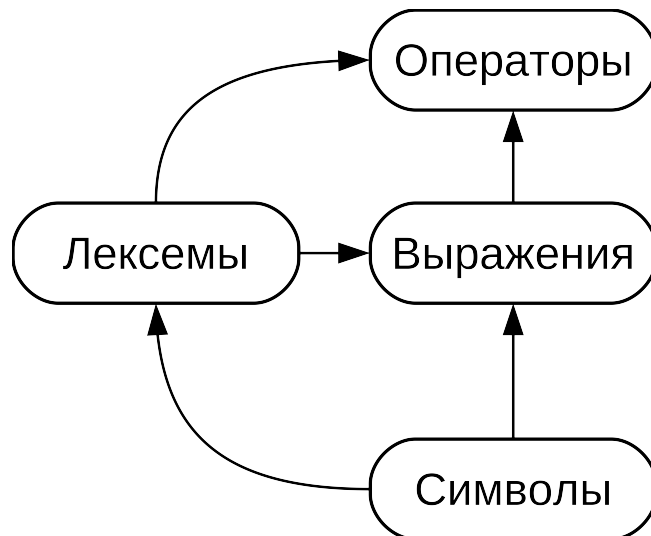 Операторы
Лексемы
Выражения
Символы